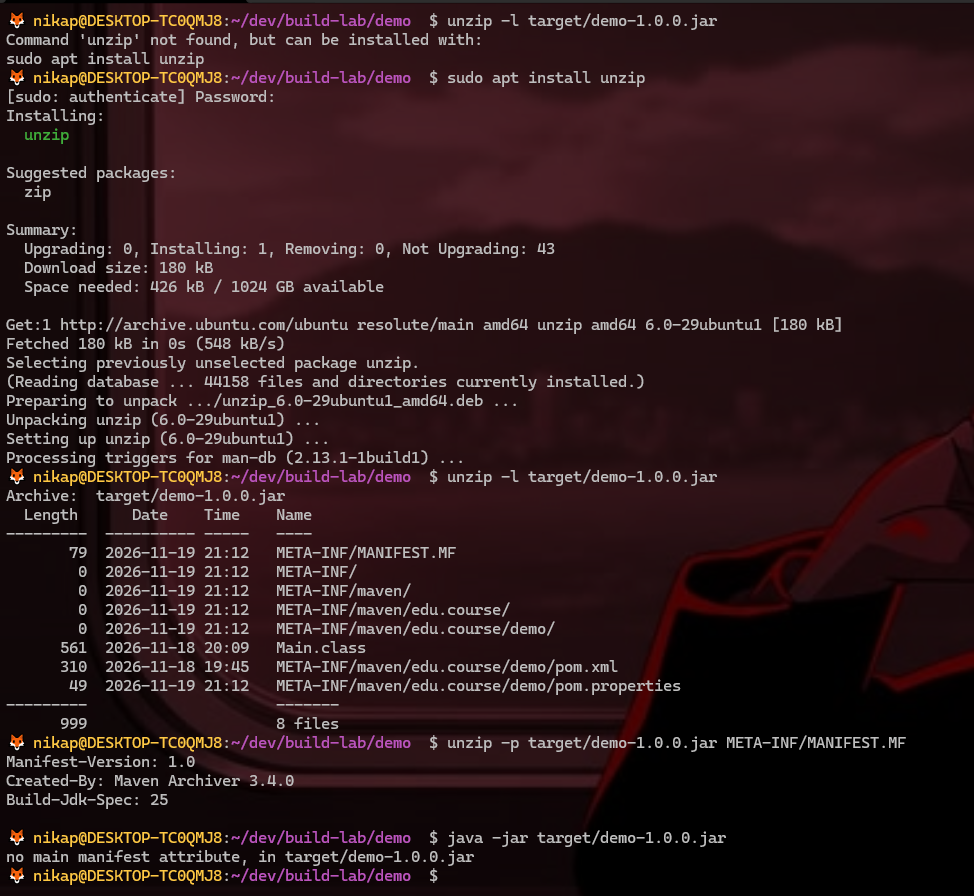 nikap@DESKTOP-TC0QMJ8:~/dev/build-lab/demo $ unzip -l target/demo-1.0.0.jar
Command 'unzip' not found, but can be installed with:
sudo apt install unzip
nikap@DESKTOP-TC0QMJ8:~/dev/build-lab/demo $ sudo apt install unzip
[sudo: authenticate] Password:
Installing:
  unzip

Suggested packages:
  zip

Summary:
  Upgrading: 0, Installing: 1, Removing: 0, Not Upgrading: 43
  Download size: 180 kB
  Space needed: 426 kB / 1024 GB available

Get:1 http://archive.ubuntu.com/ubuntu resolute/main amd64 unzip amd64 6.0-29ubuntu1 [180 kB]
Fetched 180 kB in 0s (548 kB/s)
Selecting previously unselected package unzip.
(Reading database ... 44158 files and directories currently installed.)
Preparing to unpack .../unzip_6.0-29ubuntu1_amd64.deb ...
Unpacking unzip (6.0-29ubuntu1) ...
Setting up unzip (6.0-29ubuntu1) ...
Processing triggers for man-db (2.13.1-1build1) ...
nikap@DESKTOP-TC0QMJ8:~/dev/build-lab/demo $ unzip -l target/demo-1.0.0.jar
Archive:  target/demo-1.0.0.jar
  Length      Date    Time    Name
---------  ---------- -----   ----
       79  2026-11-19 21:12   META-INF/MANIFEST.MF
        0  2026-11-19 21:12   META-INF/
        0  2026-11-19 21:12   META-INF/maven/
        0  2026-11-19 21:12   META-INF/maven/edu.course/
        0  2026-11-19 21:12   META-INF/maven/edu.course/demo/
      561  2026-11-18 20:09   Main.class
      310  2026-11-18 19:45   META-INF/maven/edu.course/demo/pom.xml
       49  2026-11-19 21:12   META-INF/maven/edu.course/demo/pom.properties
---------                     -------
      999                     8 files
nikap@DESKTOP-TC0QMJ8:~/dev/build-lab/demo $ unzip -p target/demo-1.0.0.jar META-INF/MANIFEST.MF
Manifest-Version: 1.0
Created-By: Maven Archiver 3.4.0
Build-Jdk-Spec: 25

nikap@DESKTOP-TC0QMJ8:~/dev/build-lab/demo $ java -jar target/demo-1.0.0.jar
no main manifest attribute, in target/demo-1.0.0.jar
nikap@DESKTOP-TC0QMJ8:~/dev/build-lab/demo $